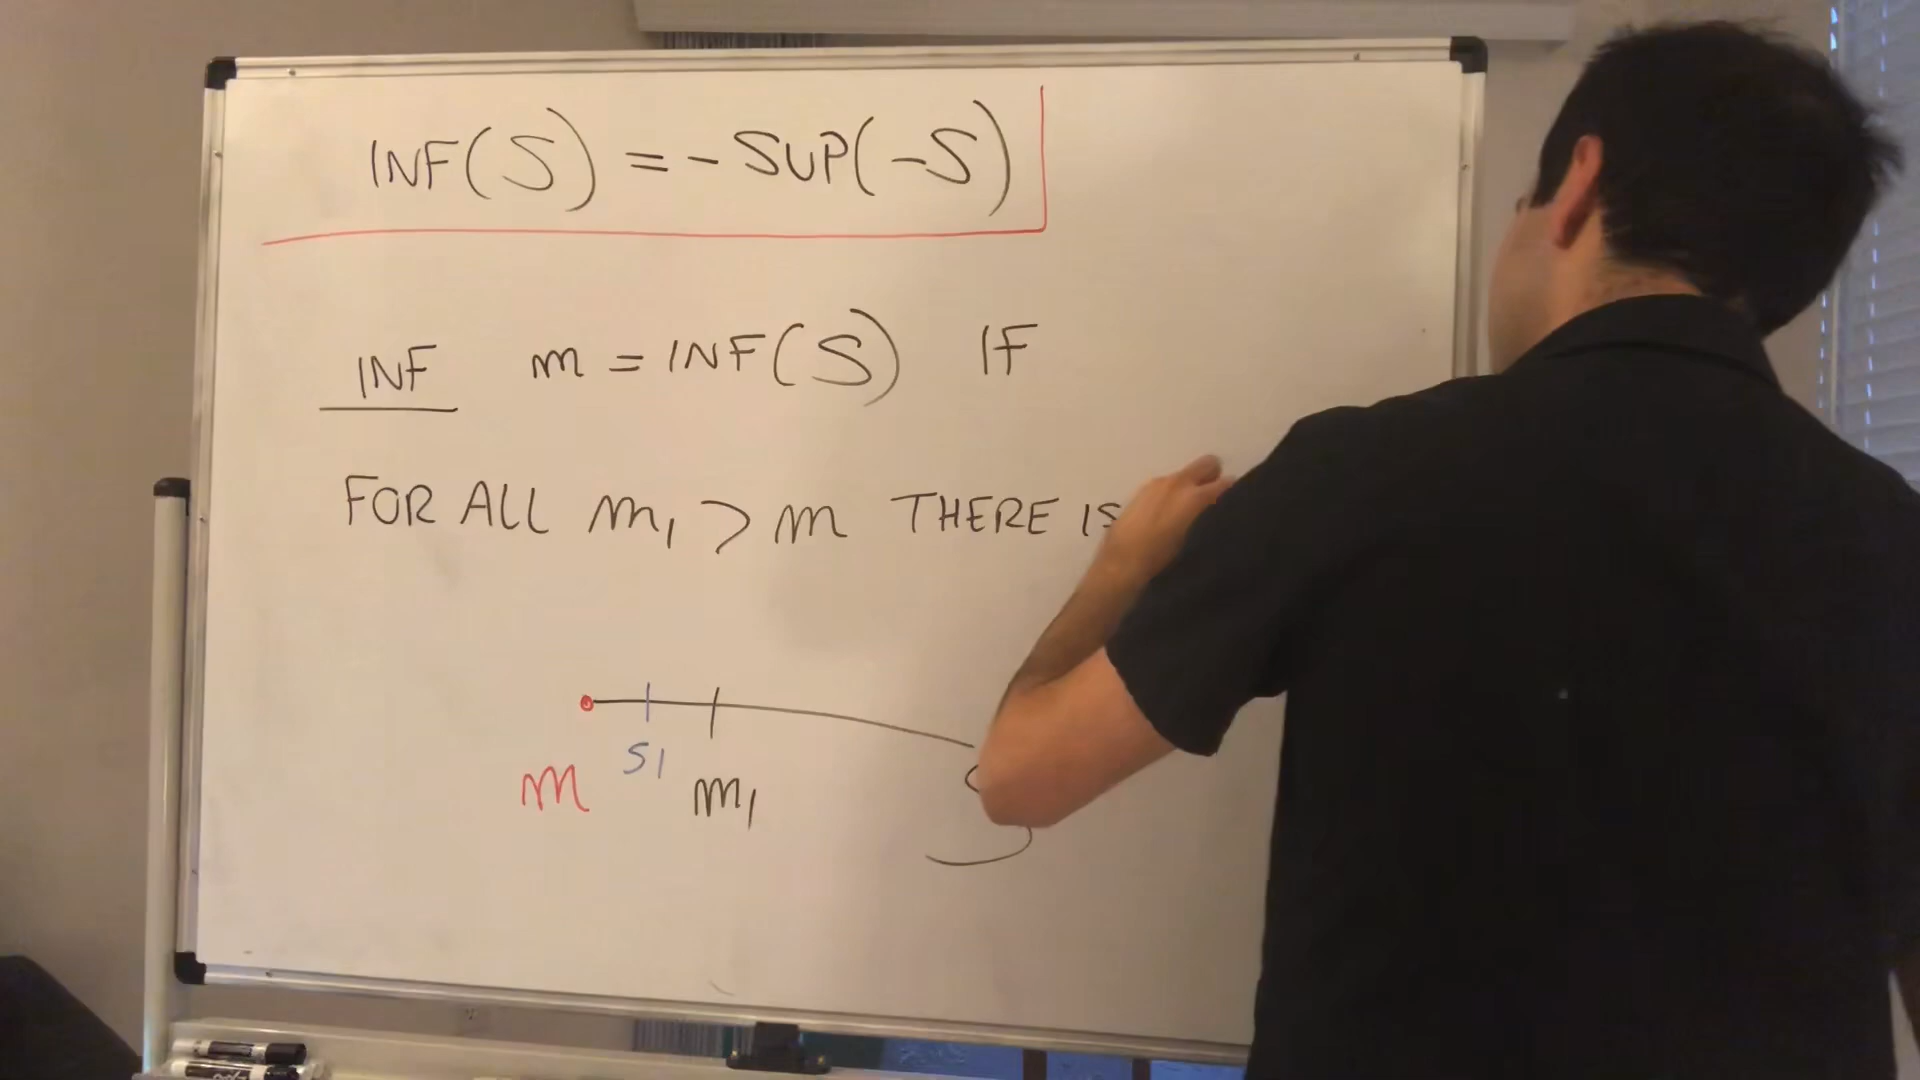 INF(S) = - SUP(-S)
INF m = INF(S) IF
FOR ALL m₁ > m THERE IS
m s1 m₁